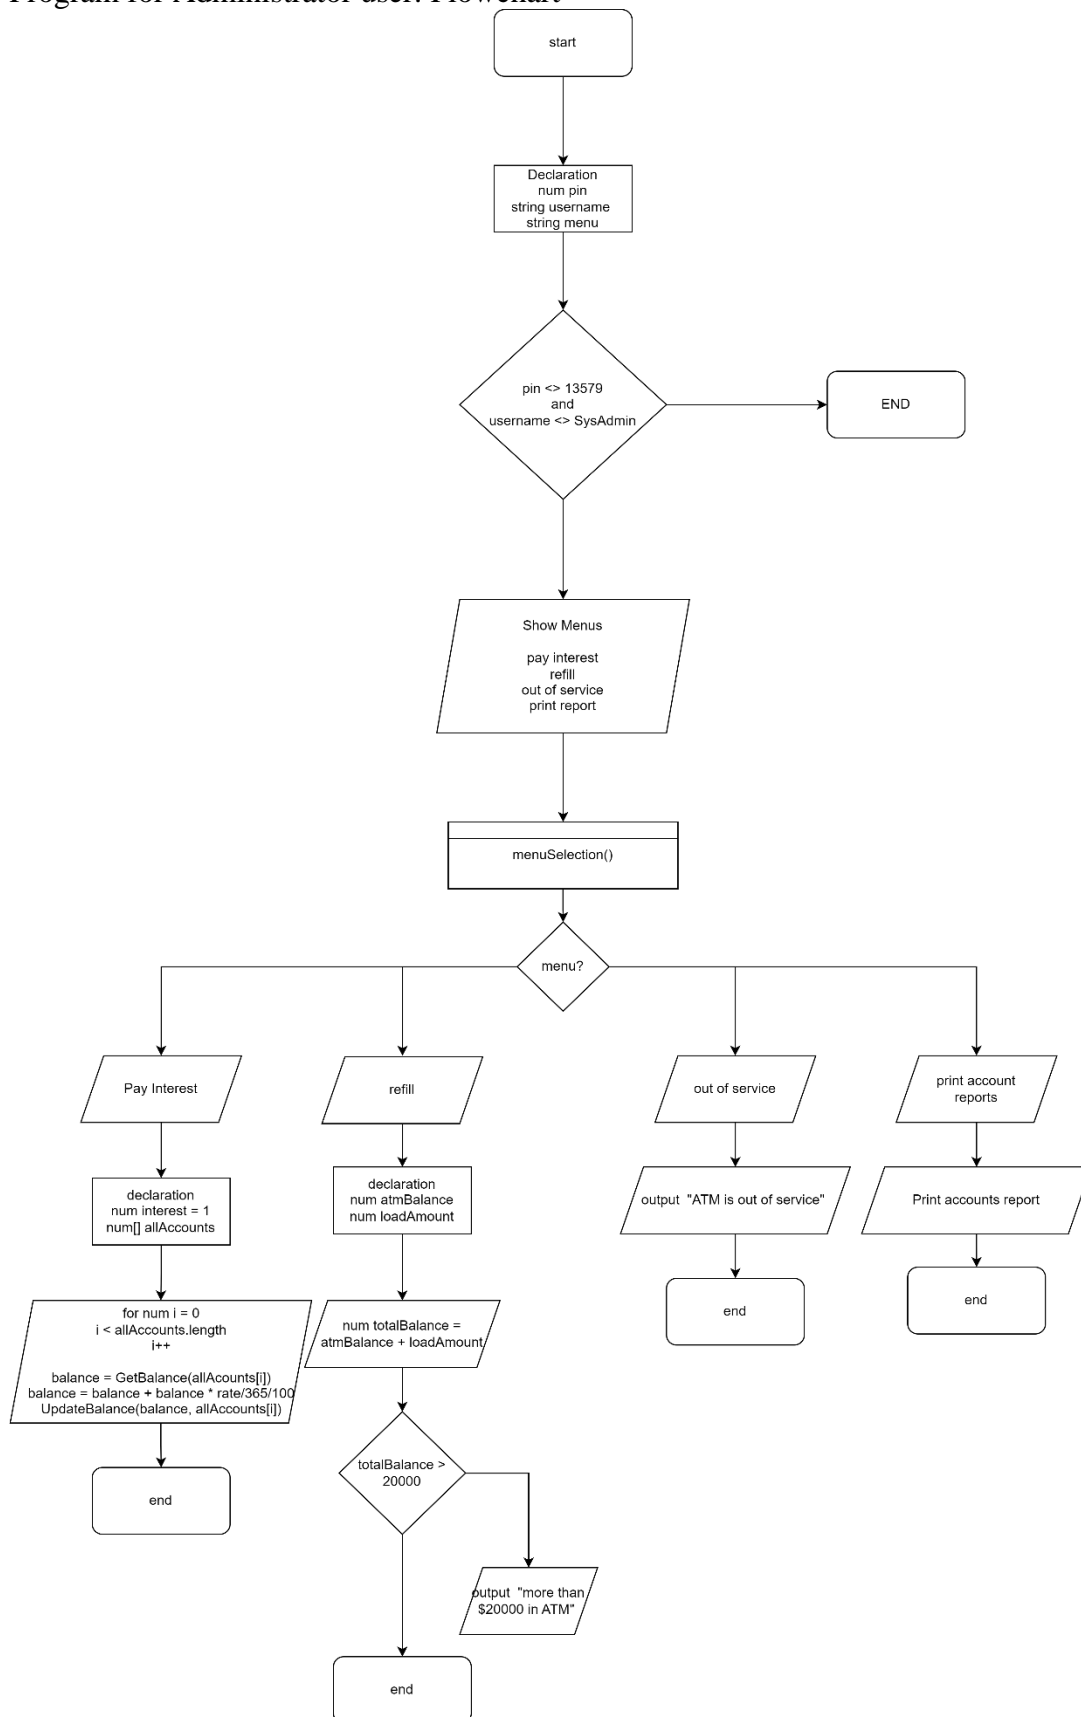 Program for Administrator user: Flowchart
start
Declaration
num pin
string username
string menu
pin <> 13579
and
username <> SysAdmin
END
Show Menus
pay interest
refill
out of service
print report
menuSelection()
menu?
Pay Interest
refill
out of service
print account
reports
declaration
num interest = 1
num[] allAccounts
declaration
num atmBalance
num loadAmount
output "ATM is out of service"
Print accounts report
for num i = 0
i < allAccounts.length
i++
balance = GetBalance(allAcounts[i])
balance = balance + balance * rate/365/100
UpdateBalance(balance, allAccounts[i])
num totalBalance =
atmBalance + loadAmount
end
end
totalBalance >
20000
end
output "more than
$20000 in ATM"
end